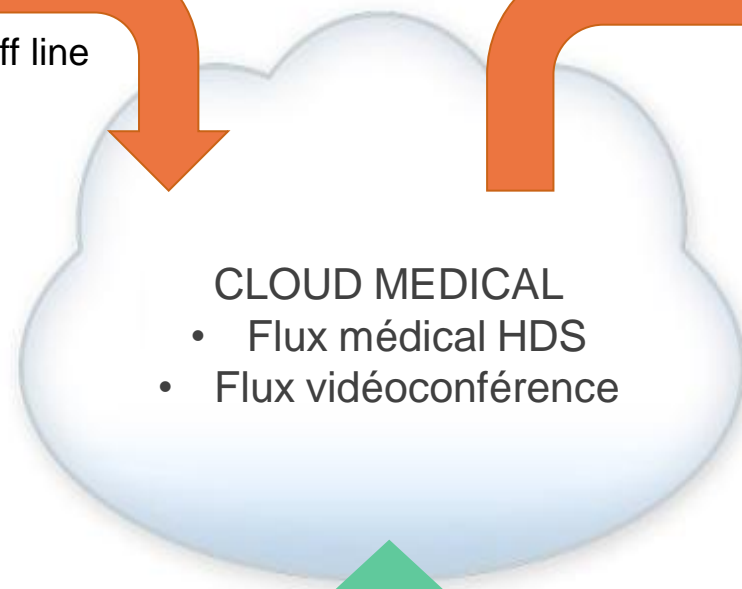 ff line
CLOUD MEDICAL
• Flux médical HDS
• Flux vidéoconférence